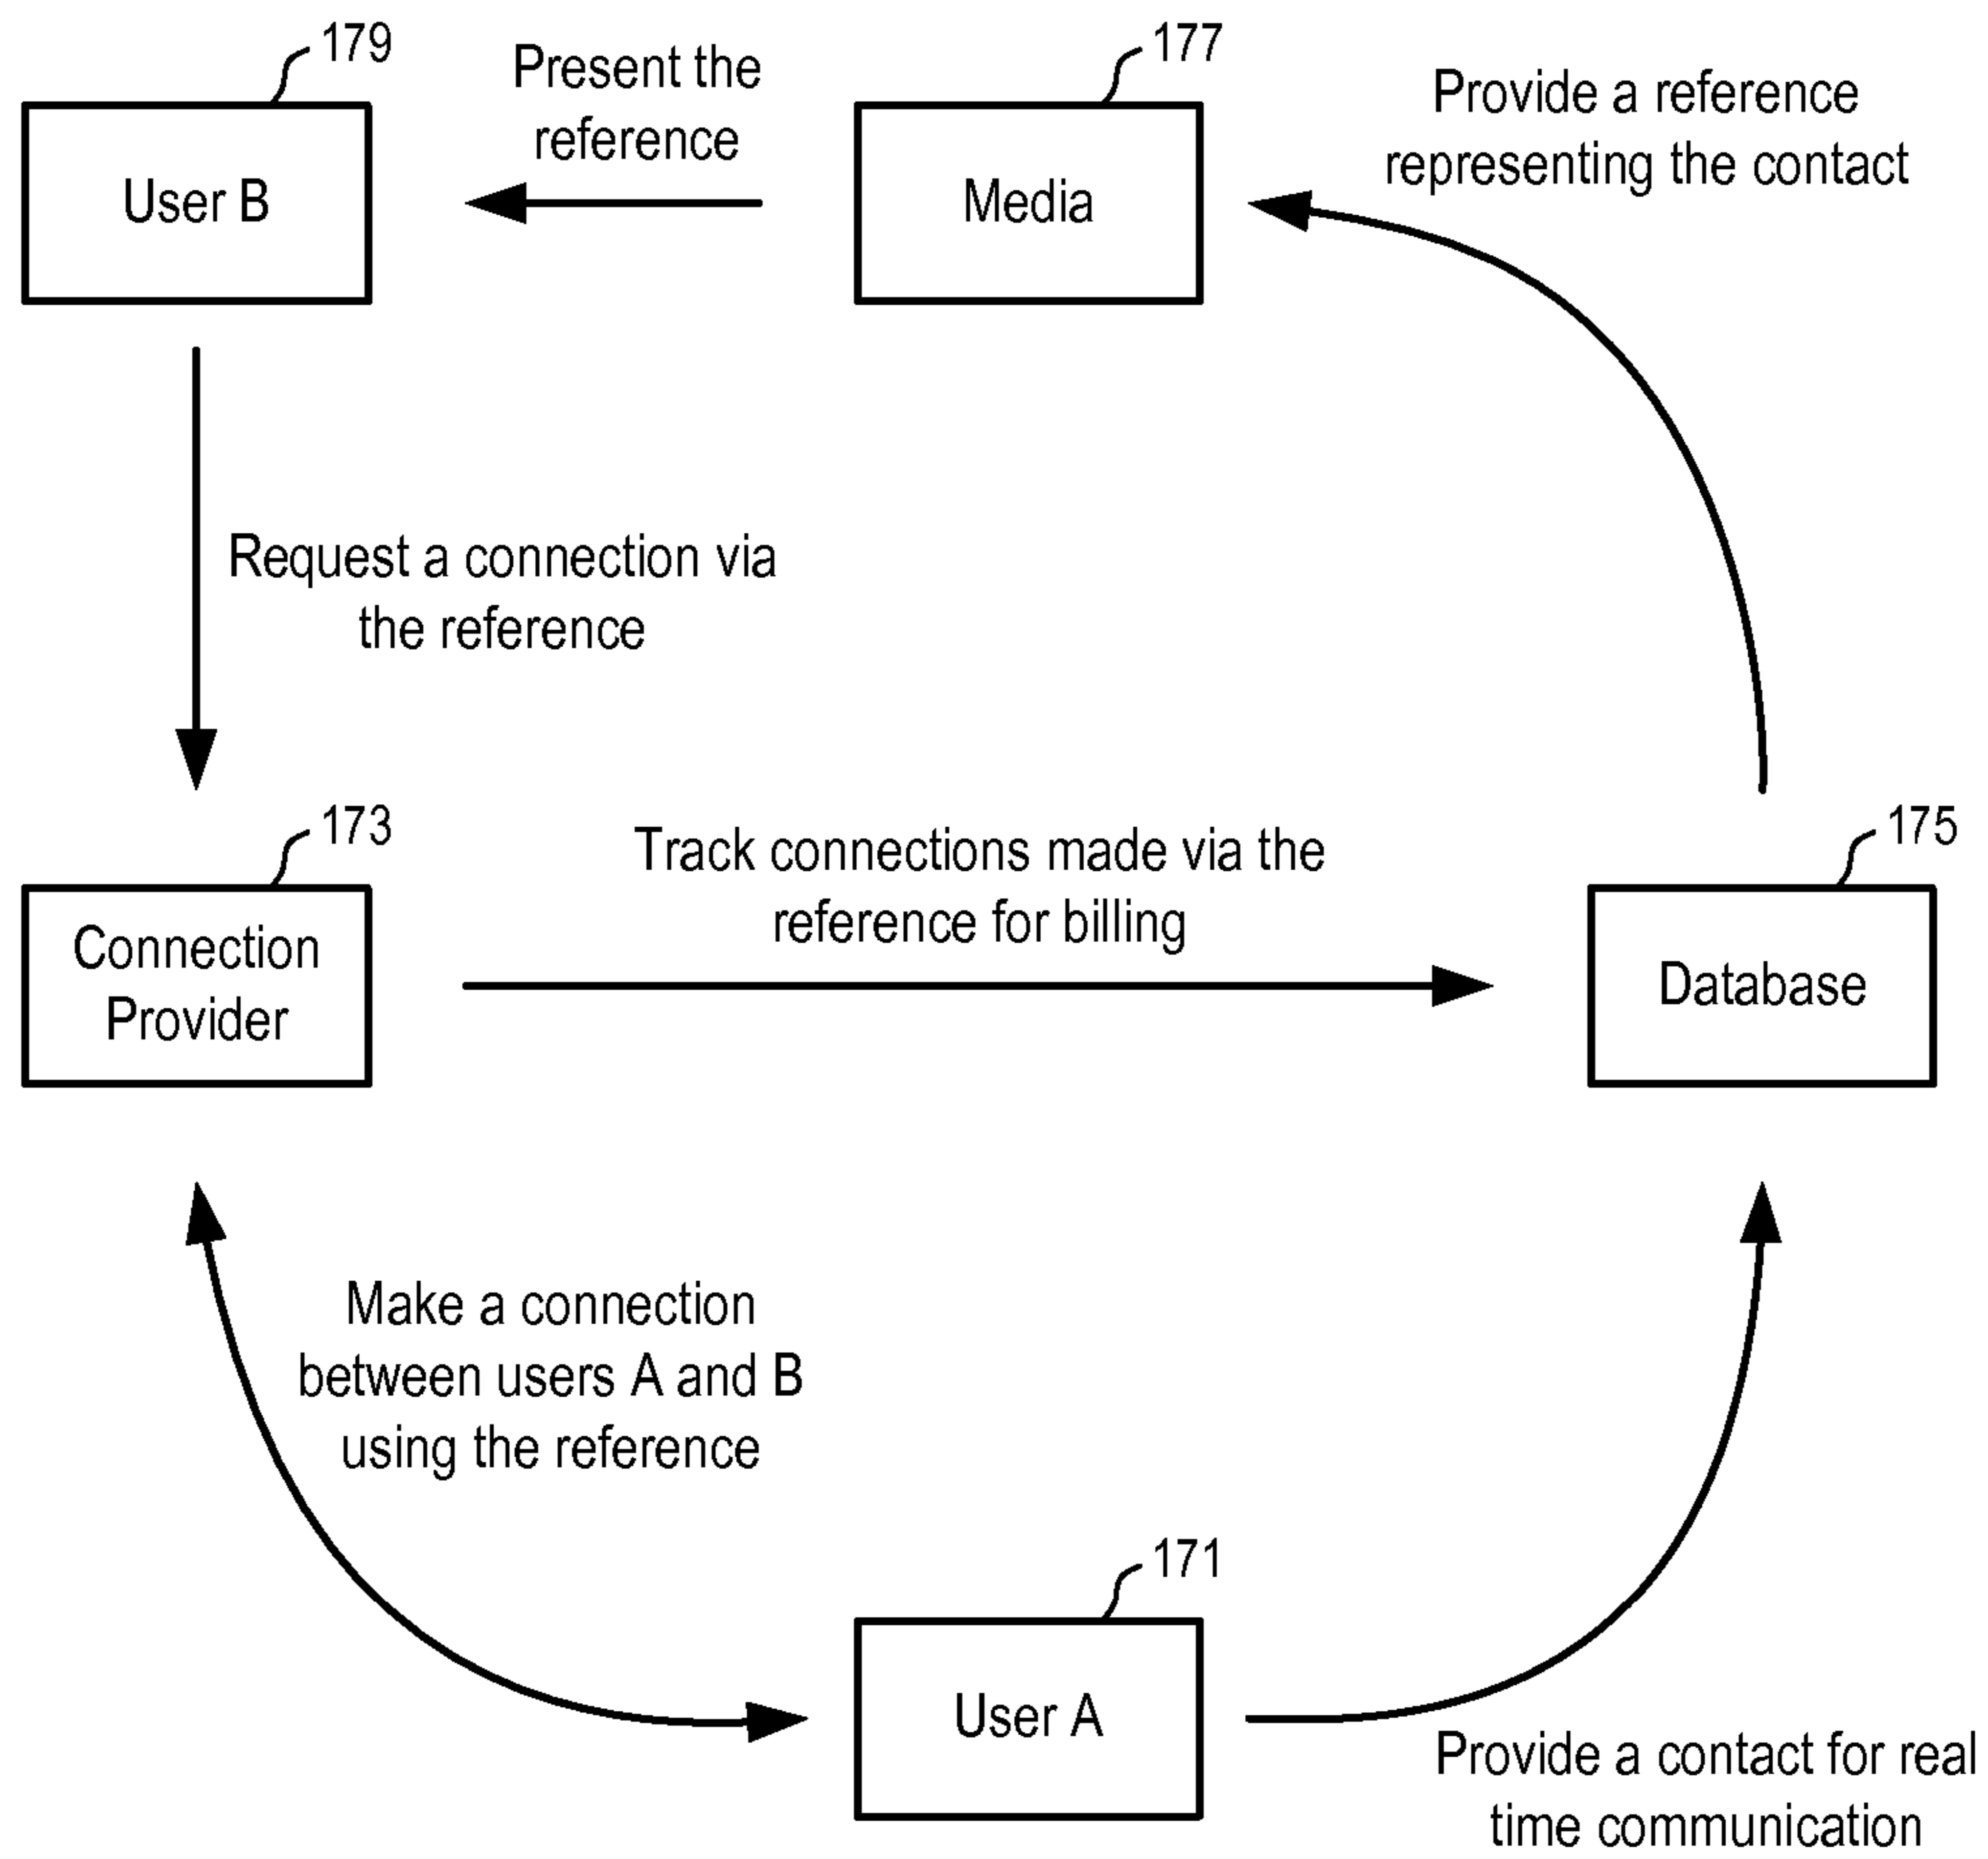 179
Present the
reference
177
Provide a reference
representing the contact
User B
Media
Request a connection via
the reference
173
Track connections made via the
reference for billing
175
Connection
Provider
Database
Make a connection
between users A and B
using the reference
171
User A
Provide a contact for real
time communication